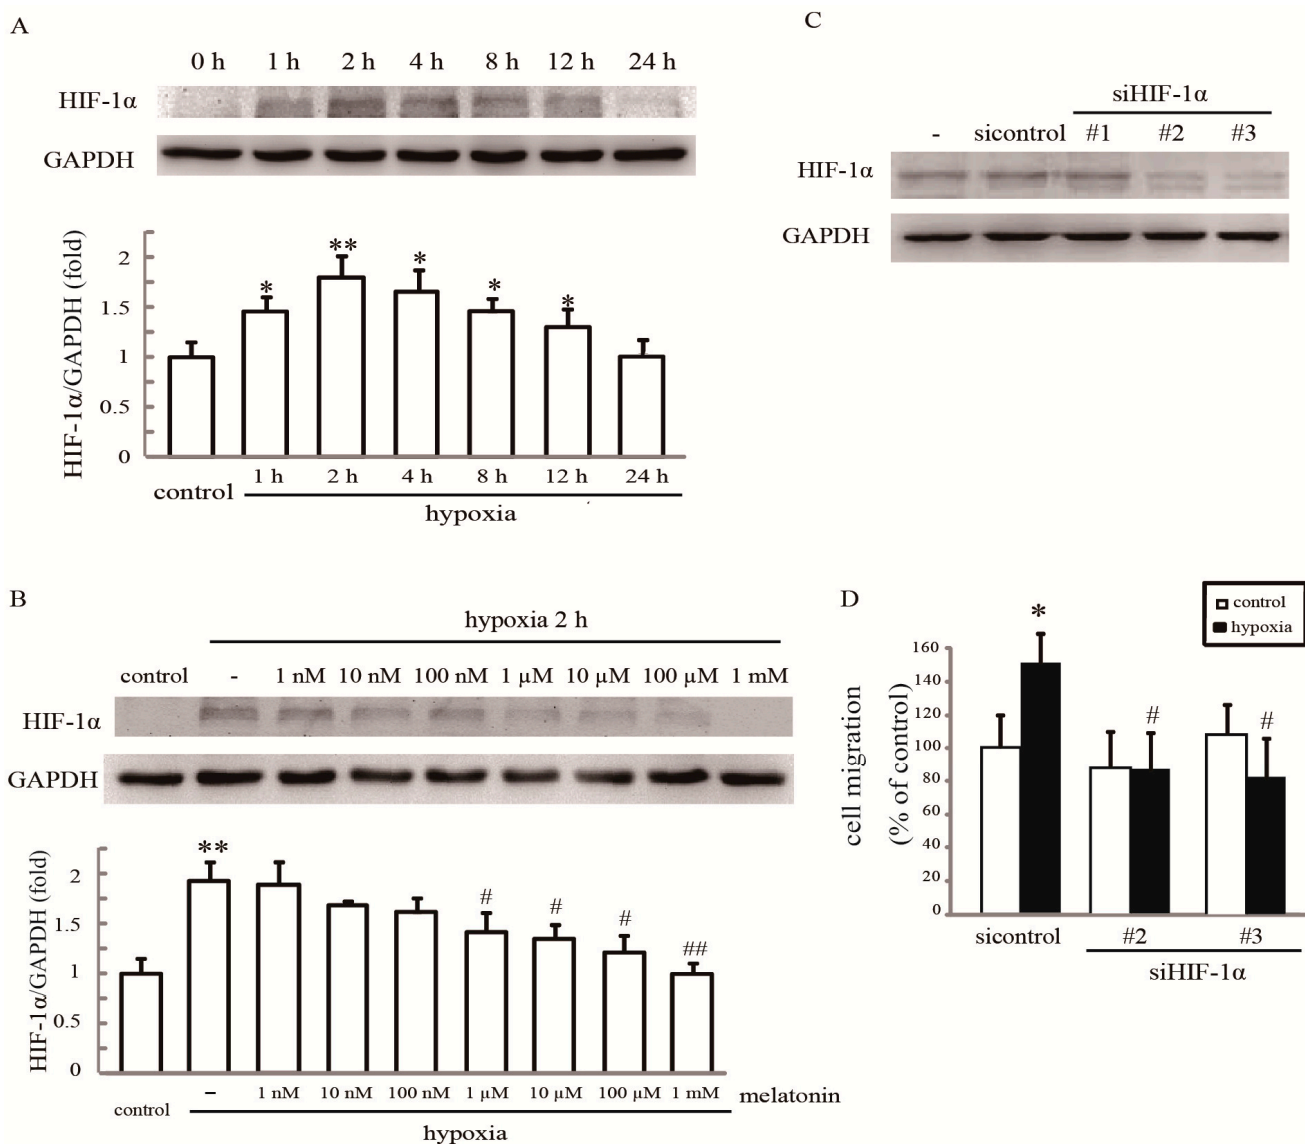 A
0 h 1 h 2 h 4 h 8 h 12 h 24 h
HIF-1α
GAPDH
HIF-1α/GAPDH (fold)
2
1.5
1
0.5
0
* ** * * *
control 1 h 2 h 4 h 8 h 12 h 24 h
hypoxia
C
siHIF-1α
- sicontrol #1 #2 #3
HIF-1α
GAPDH
B
hypoxia 2 h
control - 1 nM 10 nM 100 nM 1 µM 10 µM 100 µM 1 mM
HIF-1α
GAPDH
HIF-1α/GAPDH (fold)
2
1.5
1
0.5
0
** # # # ##
control – 1 nM 10 nM 100 nM 1 µM 10 µM 100 µM 1 mM melatonin
hypoxia
D
control
hypoxia
cell migration
(% of control)
160
140
120
100
80
60
40
20
0
* # #
sicontrol #2 #3
siHIF-1α